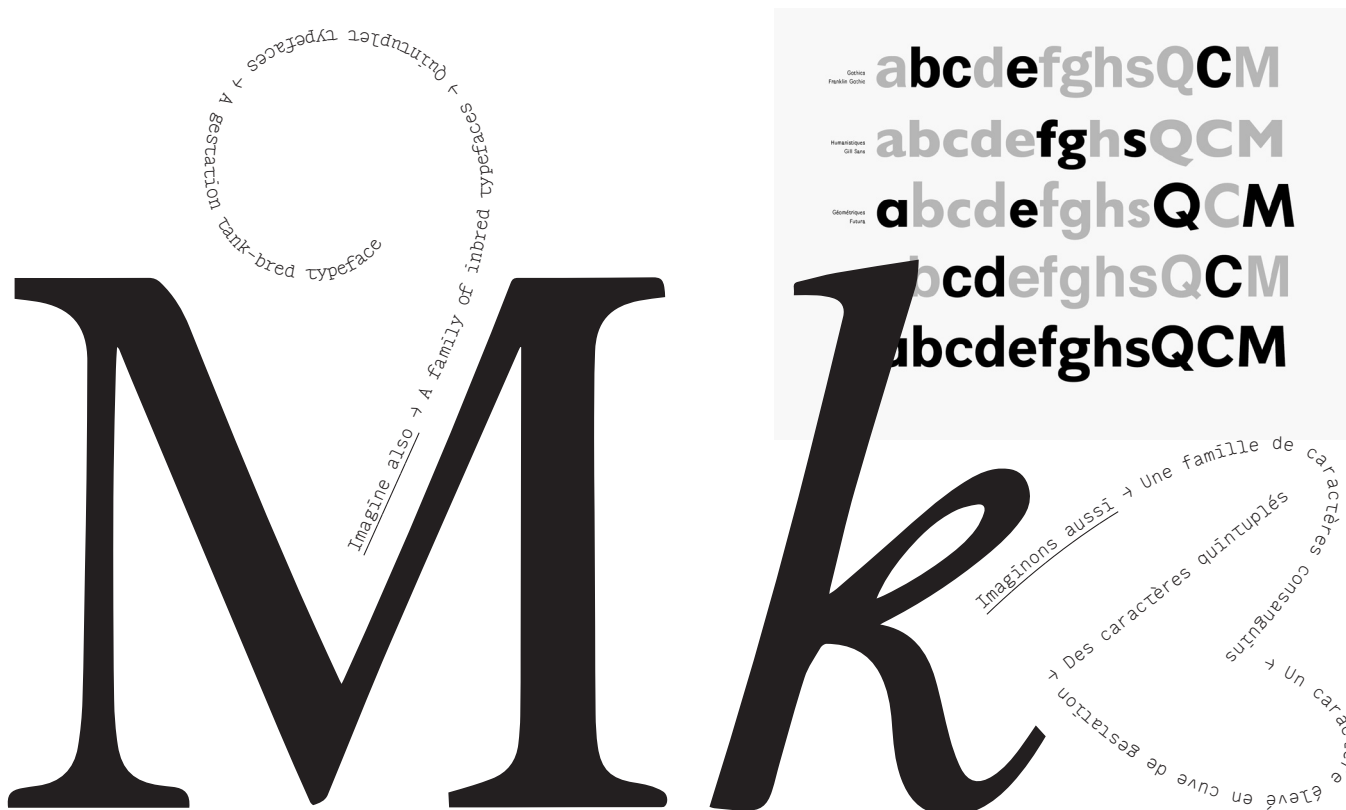 Imagine also → A family of inbred typefaces → Quintuplet typefaces → A gestation tank-bred typeface
M
k
Gothics
Franklin Gothic
abcdefghsQCM
Humanistiques
Gill Sans
abcdefghsQCM
Géométriques
Futura
abcdefghsQCM
bcdefghsQCM
abcdefghsQCM
Imaginons aussi → Une famille de caractères consanguins → Un caractère élevé en cuve de gestation → Des caractères quintuplés